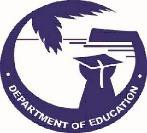 • DEPARTMENT OF EDUCATION •